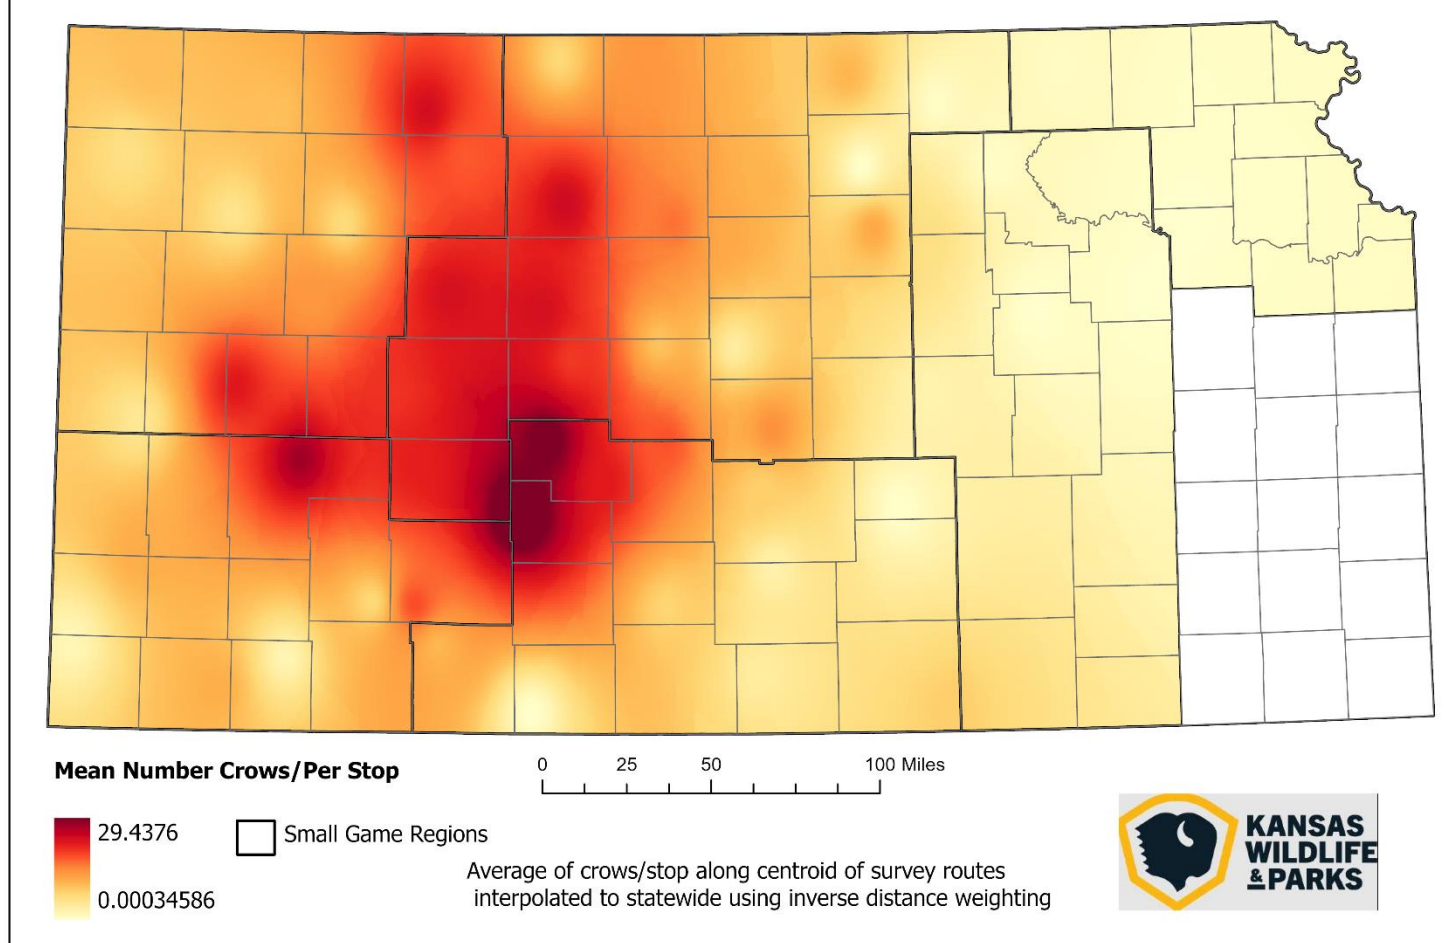 Mean Number Crows/Per Stop
29.4376
0.00034586
Small Game Regions
0 25 50 100 Miles
Average of crows/stop along centroid of survey routes
interpolated to statewide using inverse distance weighting
KANSAS
WILDLIFE
& PARKS